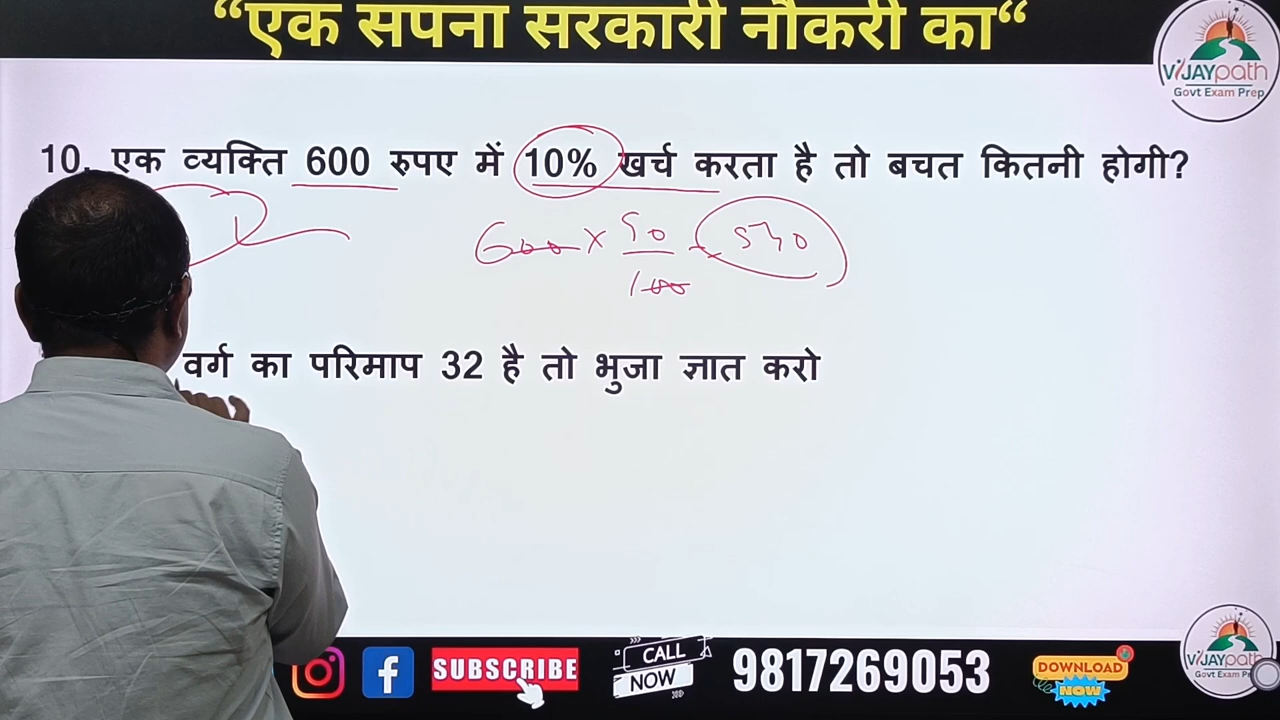 “एक सपना सरकारी नौकरी का“
VIJAYpath
Govt Exam Prep
10. एक व्यक्ति 600 रुपए में 10% खर्च करता है तो बचत कितनी होगी?
600 × 90/100 = 540
वर्ग का परिमाप 32 है तो भुजा ज्ञात करो
SUBSCRIBE
CALL NOW
9817269053
DOWNLOAD NOW
VIJAYpath
Govt Exam